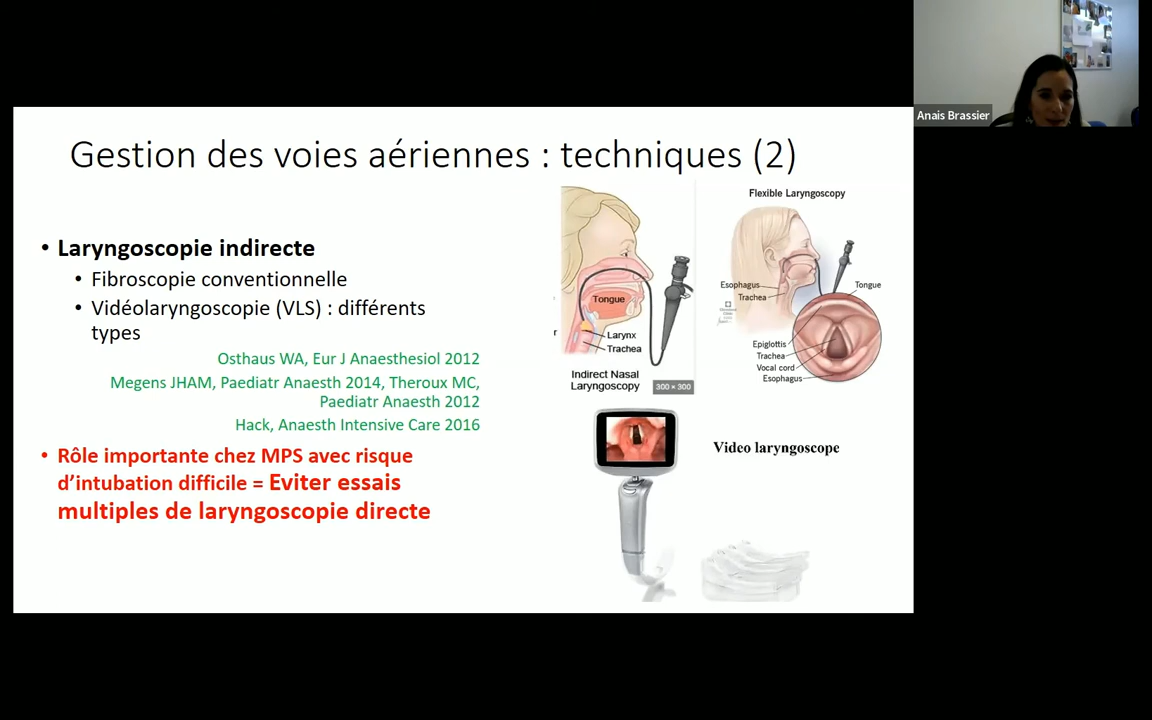 Anais Brassier
Gestion des voies aériennes : techniques (2)
• Laryngoscopie indirecte
• Fibroscopie conventionnelle
• Vidéolaryngoscopie (VLS) : différents
types
Osthaus WA, Eur J Anaesthesiol 2012
Megens JHAM, Paediatr Anaesth 2014, Theroux MC,
Paediatr Anaesth 2012
Hack, Anaesth Intensive Care 2016
• Rôle importante chez MPS avec risque
d’intubation difficile = Eviter essais
multiples de laryngoscopie directe
Tongue
r
Larynx
Trachea
Indirect Nasal
Laryngoscopy
300 × 300
Flexible Laryngoscopy
Esophagus
Trachea
Tongue
Epiglottis
Trachea
Vocal cord
Esophagus
Video laryngoscope